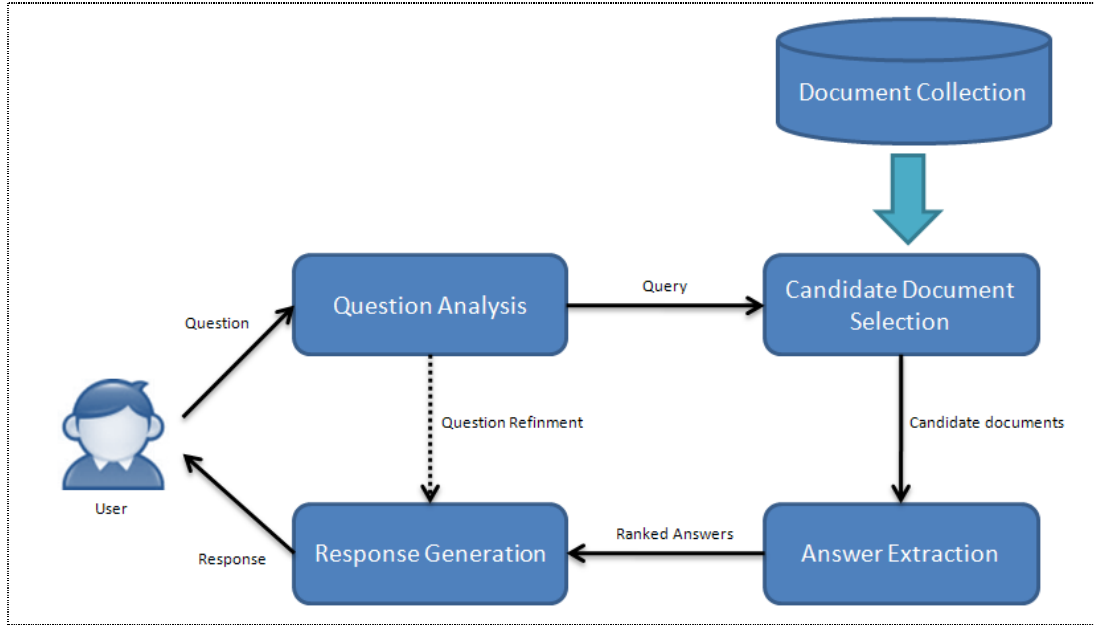 Document Collection
Question Analysis
Query
Candidate Document
Selection
Question
Question Refinment
Candidate documents
User
Response
Response Generation
Ranked Answers
Answer Extraction